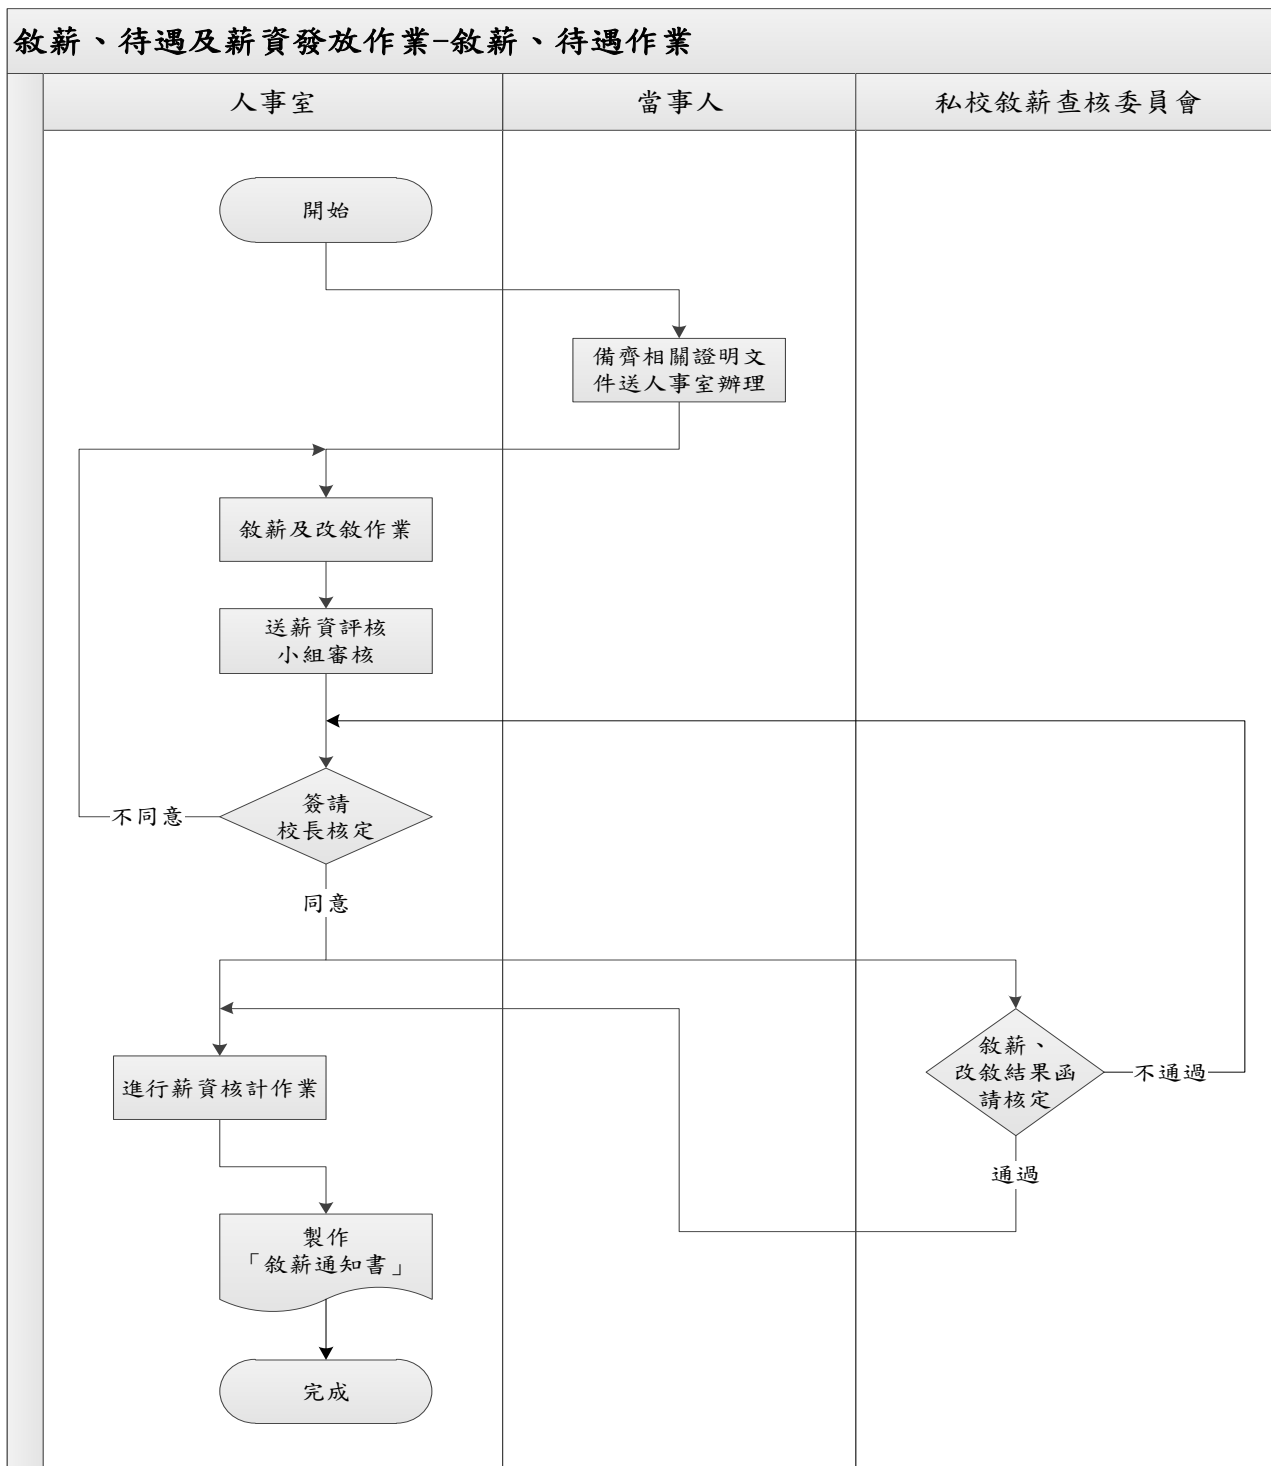 敘薪、待遇及薪資發放作業-敘薪、待遇作業
人事室
當事人
私校敘薪查核委員會
開始
備齊相關證明文
件送人事室辦理
敘薪及改敘作業
送薪資評核
小組審核
簽請
校長核定
不同意
同意
敘薪、
改敘結果函
請核定
不通過
通過
進行薪資核計作業
製作
「敘薪通知書」
完成